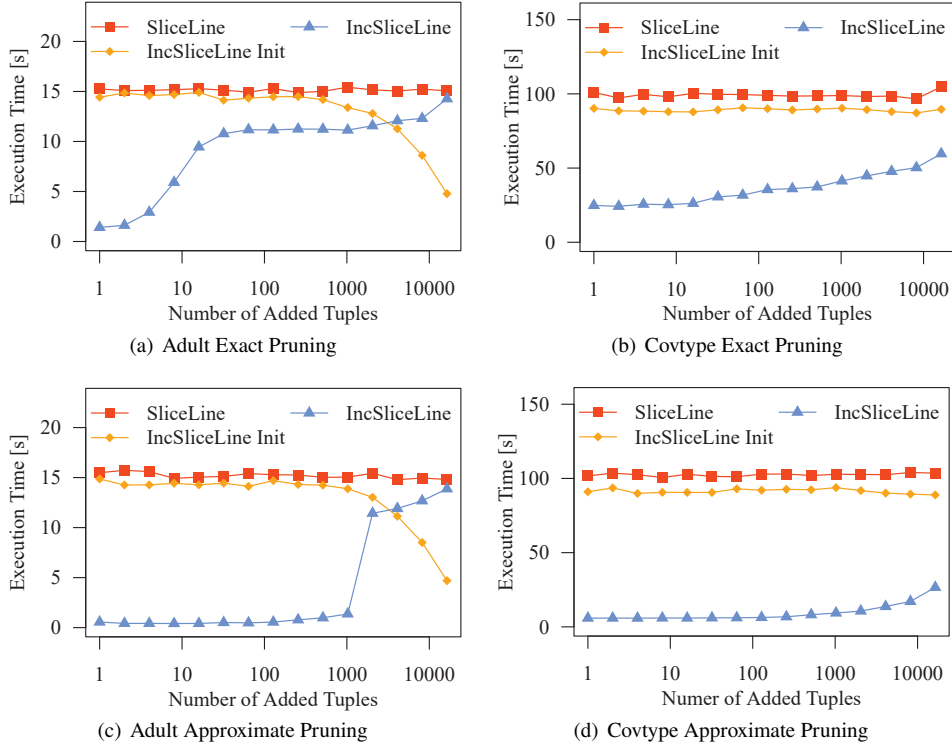 SliceLine IncSliceLine
IncSliceLine Init
Execution Time [s]
20
15
10
5
0
1 10 100 1000 10000
Number of Added Tuples
(a) Adult Exact Pruning
SliceLine IncSliceLine
IncSliceLine Init
Execution Time [s]
150
100
50
0
1 10 100 1000 10000
Number of Added Tuples
(b) Covtype Exact Pruning
SliceLine IncSliceLine
IncSliceLine Init
Execution Time [s]
20
15
10
5
0
1 10 100 1000 10000
Number of Added Tuples
(c) Adult Approximate Pruning
SliceLine IncSliceLine
IncSliceLine Init
Execution Time [s]
150
100
50
0
1 10 100 1000 10000
Numer of Added Tuples
(d) Covtype Approximate Pruning